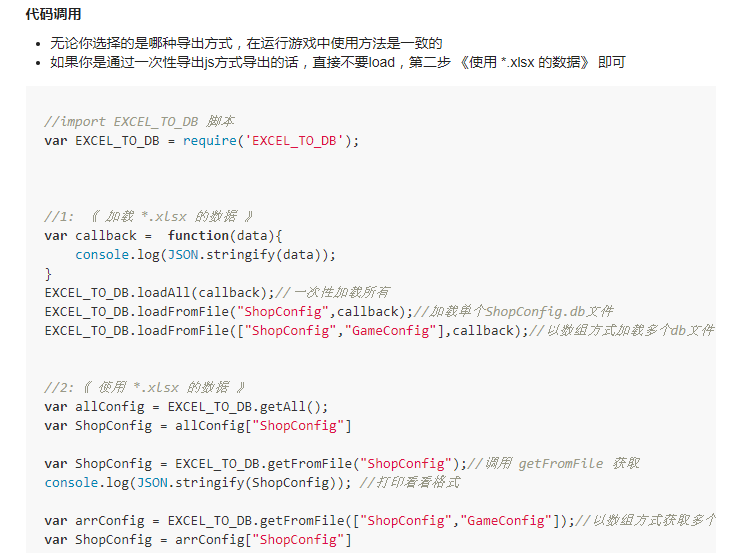 代码调用
无论你选择的是哪种导出方式，在运行游戏中使用方法是一致的
如果你是通过一次性导出js方式导出的话，直接不要load，第二步 《使用 *.xlsx 的数据》 即可
//import EXCEL_TO_DB 脚本
var EXCEL_TO_DB = require('EXCEL_TO_DB');
//1: 《 加载 *.xlsx 的数据 》
var callback =  function(data){
    console.log(JSON.stringify(data));
}
EXCEL_TO_DB.loadAll(callback);//一次性加载所有
EXCEL_TO_DB.loadFromFile("ShopConfig",callback);//加载单个ShopConfig.db文件
EXCEL_TO_DB.loadFromFile(["ShopConfig","GameConfig"],callback);//以数组方式加载多个db文件
//2:《 使用 *.xlsx 的数据 》
var allConfig = EXCEL_TO_DB.getAll();
var ShopConfig = allConfig["ShopConfig"]
var ShopConfig = EXCEL_TO_DB.getFromFile("ShopConfig");//调用 getFromFile 获取
console.log(JSON.stringify(ShopConfig)); //打印看看格式
var arrConfig = EXCEL_TO_DB.getFromFile(["ShopConfig","GameConfig"]);//以数组方式获取多个
var ShopConfig = arrConfig["ShopConfig"]